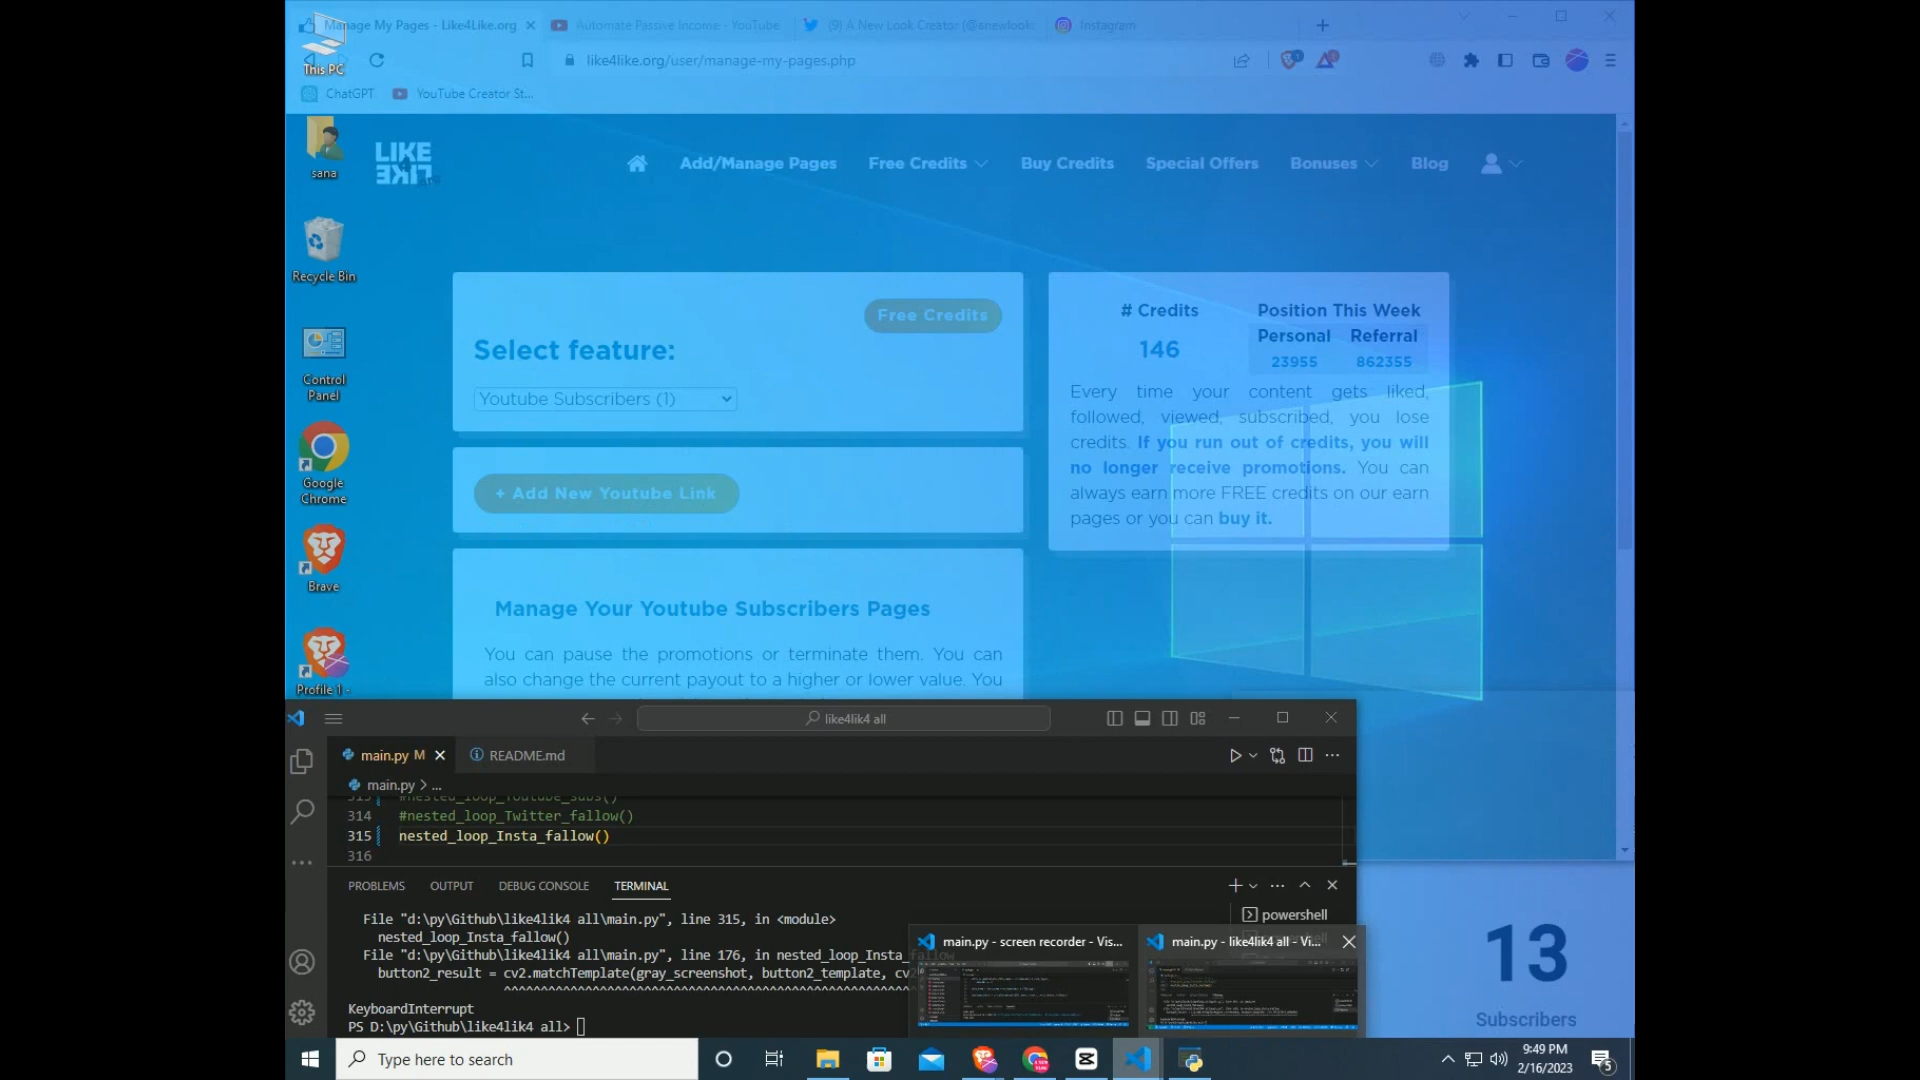 Manage My Pages - Like4Like.org
Automate Passive Income - YouTube
(9) A New Look Creator (@anewlook
Instagram
This PC
like4like.org/user/manage-my-pages.php
ChatGPT
YouTube Creator St...
sana
LIKE
LIKE
Add/Manage Pages
Free Credits
Buy Credits
Special Offers
Bonuses
Blog
Recycle Bin
Control
Panel
Google
Chrome
Brave
Profile 1 -
Free Credits
Select feature:
Youtube Subscribers (1)
+ Add New Youtube Link
Manage Your Youtube Subscribers Pages
You can pause the promotions or terminate them. You can
also change the current payout to a higher or lower value. You
# Credits
146
Position This Week
Personal Referral
23955 862355
Every time your content gets liked,
followed, viewed, subscribed, you lose
credits. If you run out of credits, you will
no longer receive promotions. You can
always earn more FREE credits on our earn
pages or you can buy it.
like4lik4 all
main.py M
README.md
main.py > ...
313 #nested_loop_Youtube_subs()
314 #nested_loop_Twitter_fallow()
315 nested_loop_Insta_fallow()
316
PROBLEMS OUTPUT DEBUG CONSOLE TERMINAL
powershell
File "d:\py\Github\like4lik4 all\main.py", line 315, in <module>
nested_loop_Insta_fallow()
File "d:\py\Github\like4lik4 all\main.py", line 176, in nested_loop_Insta_fallow
button2_result = cv2.matchTemplate(gray_screenshot, button2_template, cv2
^^^^^^^^^^^^^^^^^^^^^^^^^^^^^^^^^^^^^^^^^^^^^^^^^^^^^^^^^
KeyboardInterrupt
PS D:\py\Github\like4lik4 all>
main.py - screen recorder - Vis...
main.py - like4lik4 all - Vi...
13
Subscribers
Type here to search
9:49 PM
2/16/2023
5